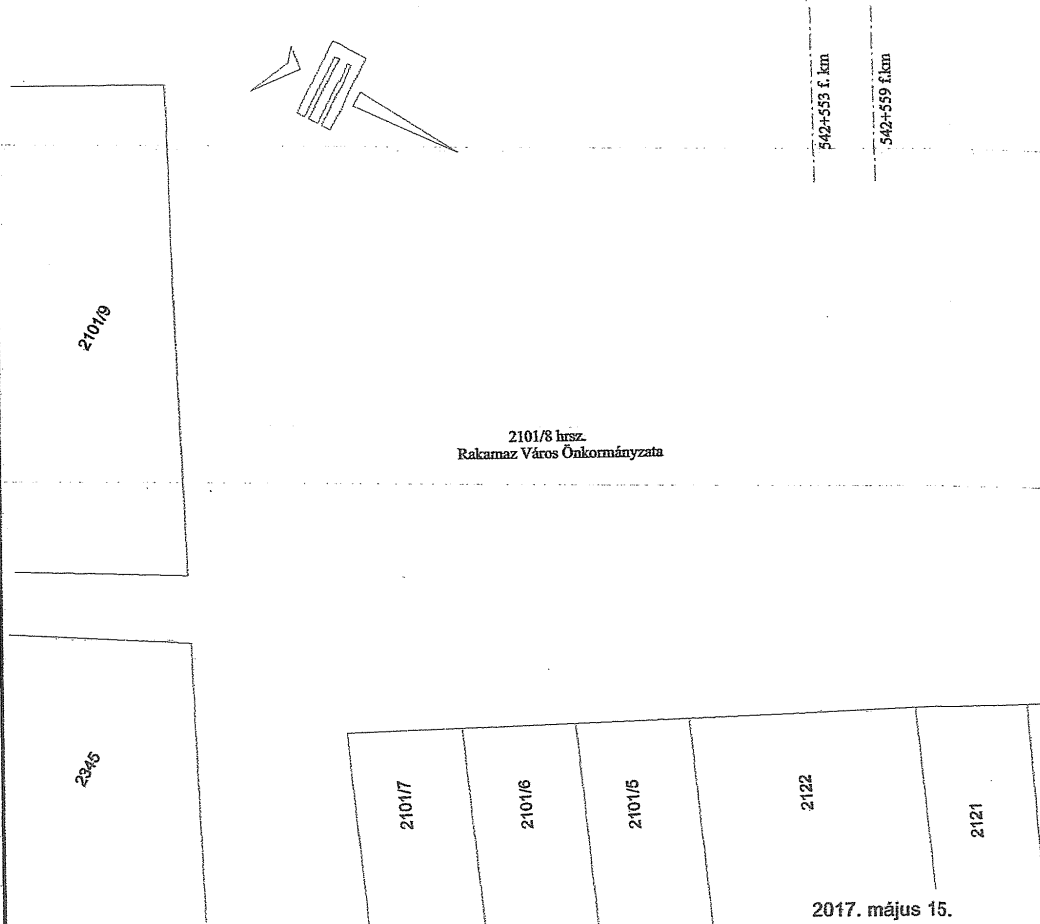 542+553 f. km
542+559 f.km
2101/9
2101/8 hrsz.
Rakamaz Város Önkormányzata
2345
2101/7
2101/6
2101/5
2122
2121
2017. május 15.